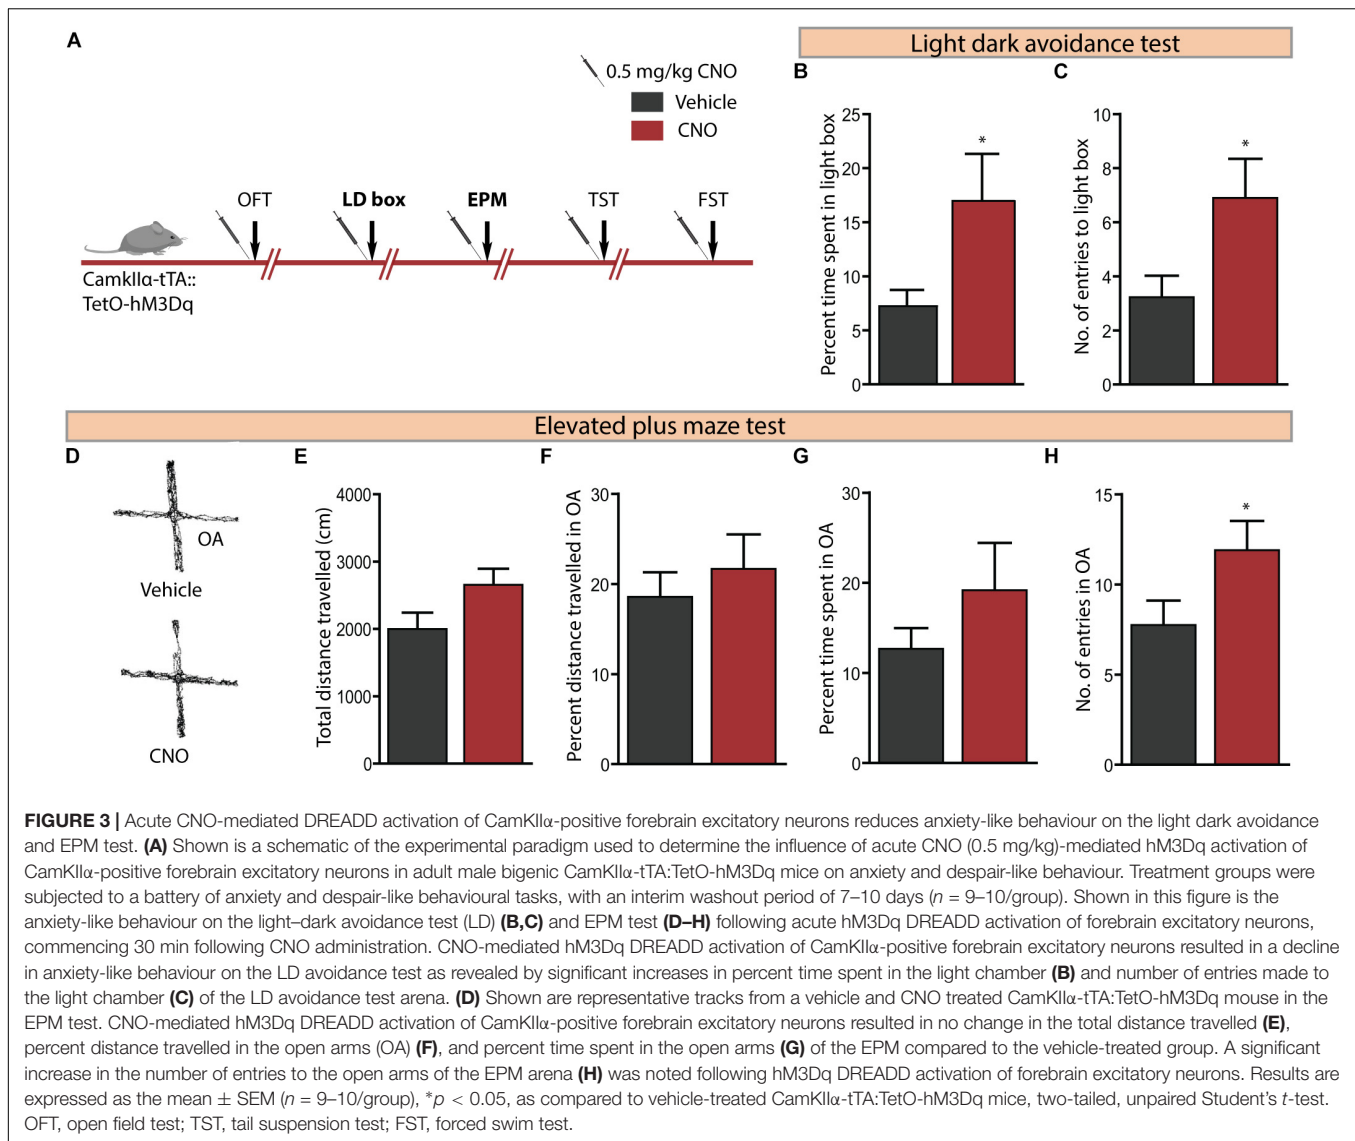 A
0.5 mg/kg CNO
Vehicle
CNO
OFT
LD box
EPM
TST
FST
CamkIIα-tTA::
TetO-hM3Dq
Light dark avoidance test
B
Percent time spent in light box
25
20
15
10
5
0
*
C
No. of entries to light box
10
8
6
4
2
0
*
Elevated plus maze test
D
OA
Vehicle
CNO
E
Total distance travelled (cm)
4000
3000
2000
1000
0
F
Percent distance travelled in OA
30
20
10
0
G
Percent time spent in OA
30
20
10
0
H
No. of entries in OA
15
10
5
0
*
FIGURE 3 | Acute CNO-mediated DREADD activation of CamKIIα-positive forebrain excitatory neurons reduces anxiety-like behaviour on the light dark avoidance
and EPM test. (A) Shown is a schematic of the experimental paradigm used to determine the influence of acute CNO (0.5 mg/kg)-mediated hM3Dq activation of
CamKIIα-positive forebrain excitatory neurons in adult male bigenic CamKIIα-tTA:TetO-hM3Dq mice on anxiety and despair-like behaviour. Treatment groups were
subjected to a battery of anxiety and despair-like behavioural tasks, with an interim washout period of 7–10 days (n = 9–10/group). Shown in this figure is the
anxiety-like behaviour on the light–dark avoidance test (LD) (B,C) and EPM test (D–H) following acute hM3Dq DREADD activation of forebrain excitatory neurons,
commencing 30 min following CNO administration. CNO-mediated hM3Dq DREADD activation of CamKIIα-positive forebrain excitatory neurons resulted in a decline
in anxiety-like behaviour on the LD avoidance test as revealed by significant increases in percent time spent in the light chamber (B) and number of entries made to
the light chamber (C) of the LD avoidance test arena. (D) Shown are representative tracks from a vehicle and CNO treated CamKIIα-tTA:TetO-hM3Dq mouse in the
EPM test. CNO-mediated hM3Dq DREADD activation of CamKIIα-positive forebrain excitatory neurons resulted in no change in the total distance travelled (E),
percent distance travelled in the open arms (OA) (F), and percent time spent in the open arms (G) of the EPM compared to the vehicle-treated group. A significant
increase in the number of entries to the open arms of the EPM arena (H) was noted following hM3Dq DREADD activation of forebrain excitatory neurons. Results are
expressed as the mean ± SEM (n = 9–10/group), *p < 0.05, as compared to vehicle-treated CamKIIα-tTA:TetO-hM3Dq mice, two-tailed, unpaired Student's t-test.
OFT, open field test; TST, tail suspension test; FST, forced swim test.